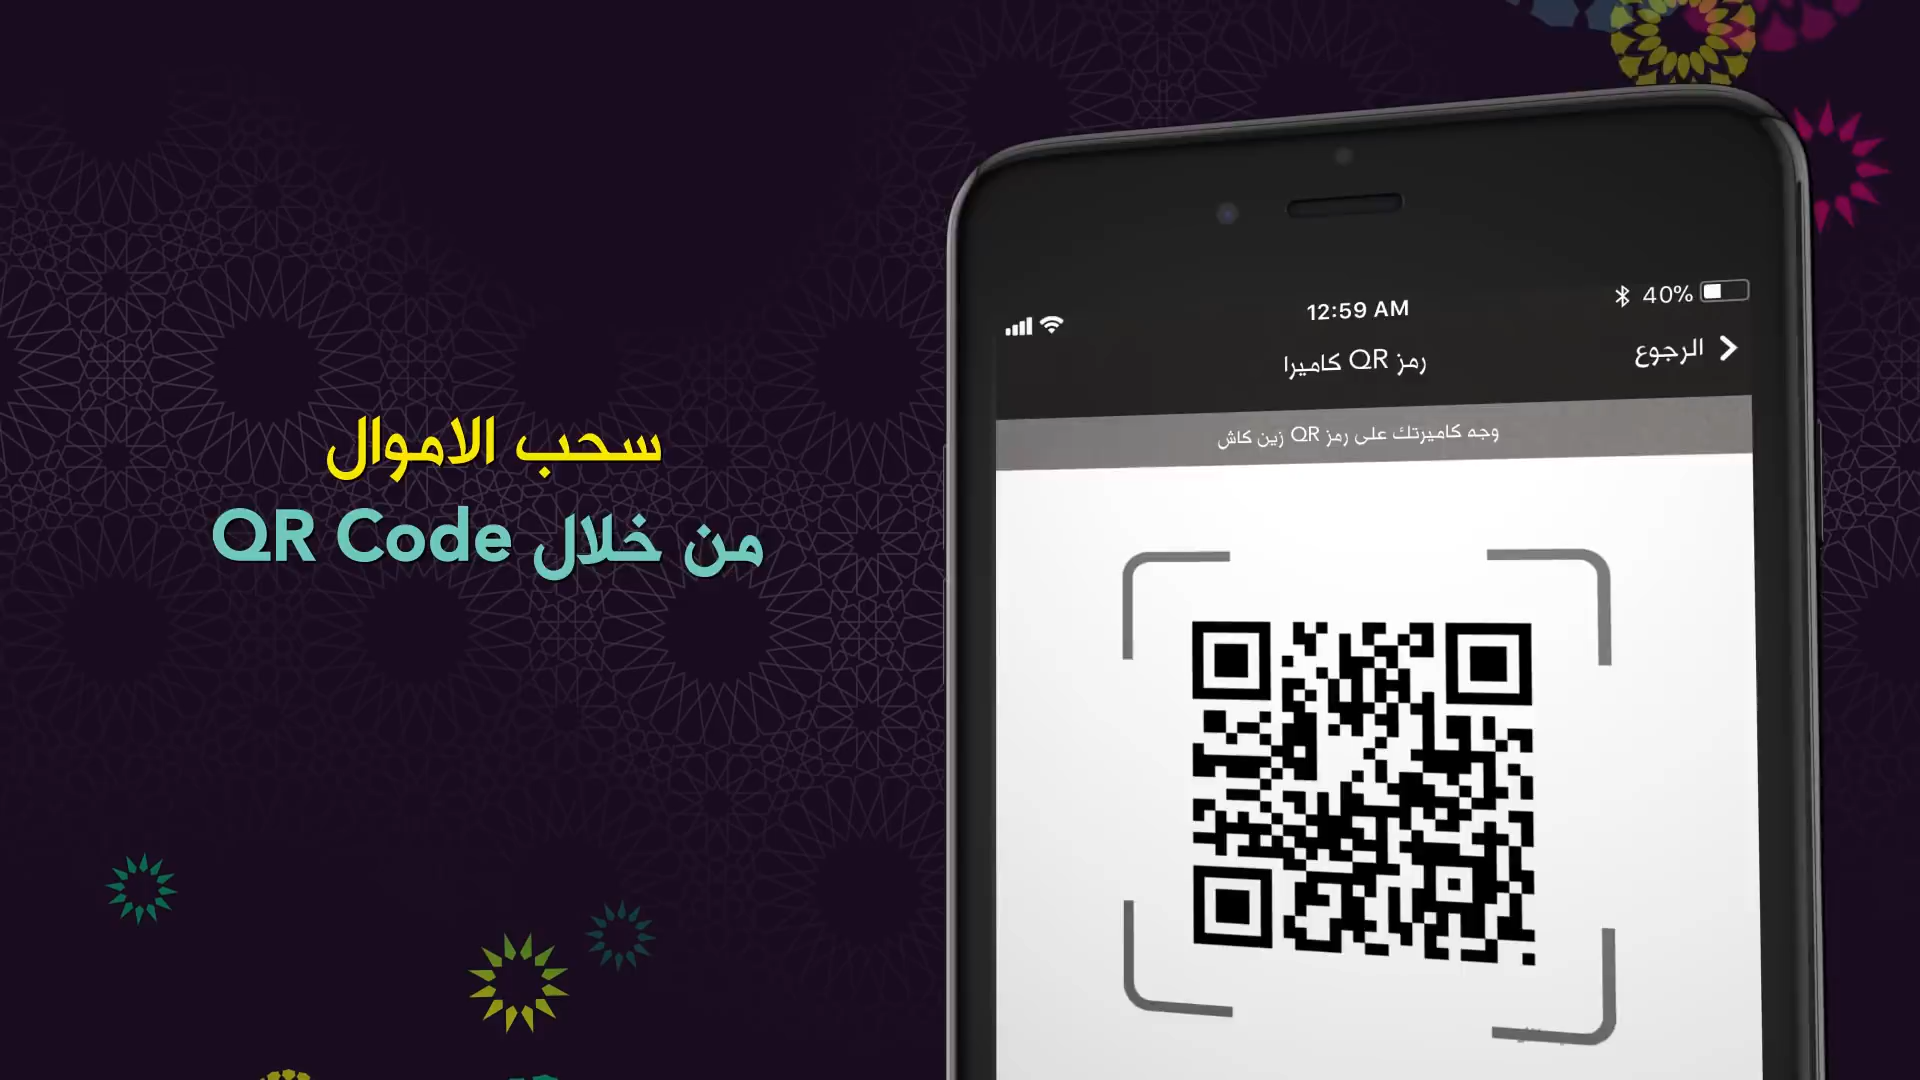 سحب الاموال
من خلال QR Code
12:59 AM
40%
الرجوع
رمز QR كاميرا
وجه كاميرتك على رمز QR زين كاش